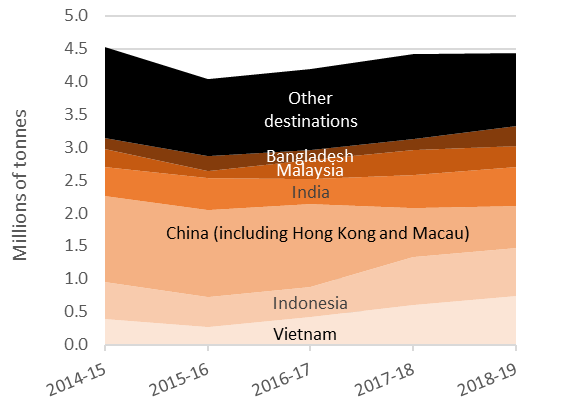 5.0
4.5
4.0
3.5
3.0
2.5
2.0
1.5
1.0
0.5
0.0
Millions of tonnes
Other
destinations
Bangladesh
Malaysia
India
China (including Hong Kong and Macau)
Indonesia
Vietnam
2014-15
2015-16
2016-17
2017-18
2018-19